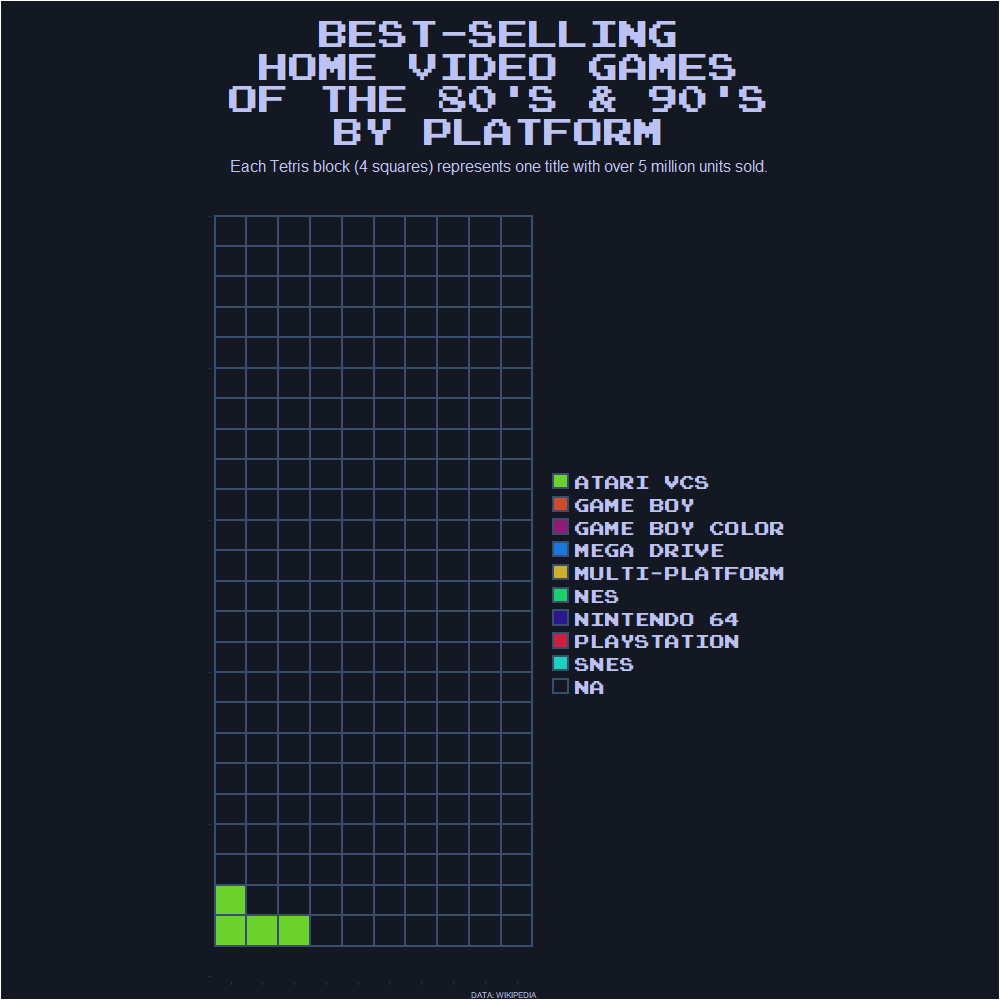 BEST-SELLING
HOME VIDEO GAMES
OF THE 80'S & 90'S
BY PLATFORM
Each Tetris block (4 squares) represents one title with over 5 million units sold.
ATARI VCS
GAME BOY
GAME BOY COLOR
MEGA DRIVE
MULTI-PLATFORM
NES
NINTENDO 64
PLAYSTATION
SNES
NA
DATA: WIKIPEDIA